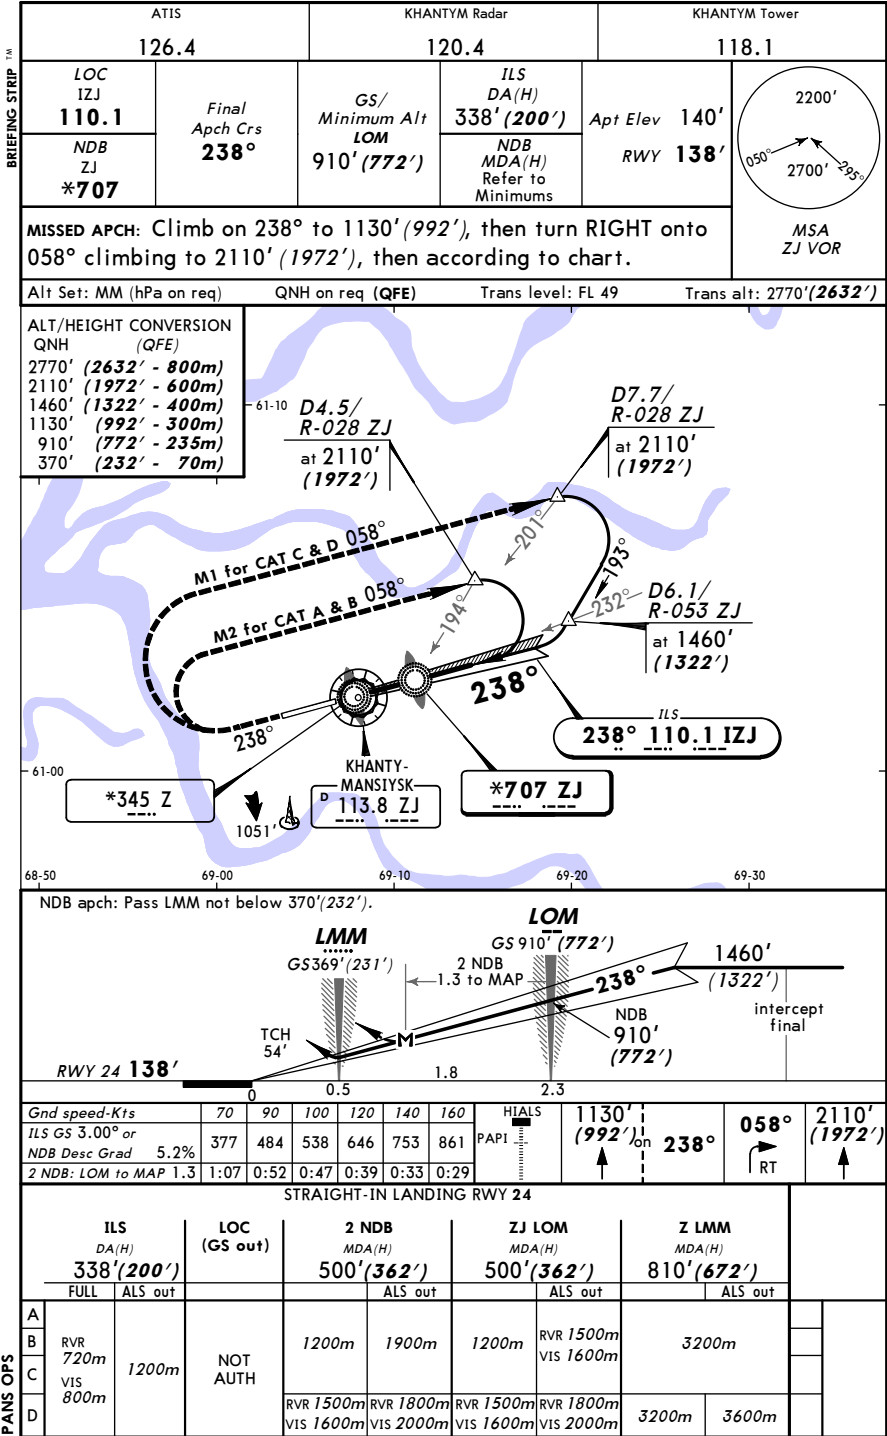 BRIEFING STRIP TM
ATIS
126.4
KHANTYM Radar
120.4
KHANTYM Tower
118.1
LOC
IZJ
110.1
NDB
ZJ
*707
Final
Apch Crs
238°
GS/
Minimum Alt
LOM
910' (772')
ILS
DA(H)
338' (200')
NDB
MDA(H)
Refer to
Minimums
Apt Elev 140'
RWY 138'
2200'
050°
2700'
295°
MSA
ZJ VOR
MISSED APCH: Climb on 238° to 1130' (992'), then turn RIGHT onto
058° climbing to 2110' (1972'), then according to chart.
Alt Set: MM (hPa on req) QNH on req (QFE) Trans level: FL 49 Trans alt: 2770' (2632')
ALT/HEIGHT CONVERSION
QNH (QFE)
2770' (2632' - 800m)
2110' (1972' - 600m)
1460' (1322' - 400m)
1130' (992' - 300m)
910' (772' - 235m)
370' (232' - 70m)
61-10
D4.5/
R-028 ZJ
at 2110'
(1972')
D7.7/
R-028 ZJ
at 2110'
(1972')
201°
193°
M1 for CAT C & D 058°
M2 for CAT A & B 058°
194°
232°
D6.1/
R-053 ZJ
at 1460'
(1322')
238°
238°
ILS
238° 110.1 IZJ
61-00
*345 Z
1051'
KHANTY-
MANSIYSK
D 113.8 ZJ
*707 ZJ
68-50 69-00 69-10 69-20 69-30
NDB apch: Pass LMM not below 370'(232').
LMM
GS369'(231')
LOM
GS910' (772')
2 NDB
1.3 to MAP
238°
1460'
(1322')
intercept
final
NDB
910'
(772')
TCH
54'
M
RWY 24 138'
0 0.5 1.8 2.3
Gnd speed-Kts 70 90 100 120 140 160
ILS GS 3.00° or
NDB Desc Grad 5.2% 377 484 538 646 753 861
2 NDB: LOM to MAP 1.3 1:07 0:52 0:47 0:39 0:33 0:29
HIALS
PAPI
1130'
(992')
on
238°
058°
RT
2110'
(1972')
STRAIGHT-IN LANDING RWY 24
ILS
DA(H)
338'(200')
FULL ALS out
LOC
(GS out)
2 NDB
MDA(H)
500'(362')
ALS out
ZJ LOM
MDA(H)
500'(362')
ALS out
Z LMM
MDA(H)
810'(672')
ALS out
A
B
C
D
RVR
720m
VIS
800m
1200m
NOT
AUTH
1200m
1900m
1200m
RVR 1500m
VIS 1600m
3200m
RVR 1500m
VIS 1600m
RVR 1800m
VIS 2000m
RVR 1500m
VIS 1600m
RVR 1800m
VIS 2000m
3200m
3600m
PANS OPS